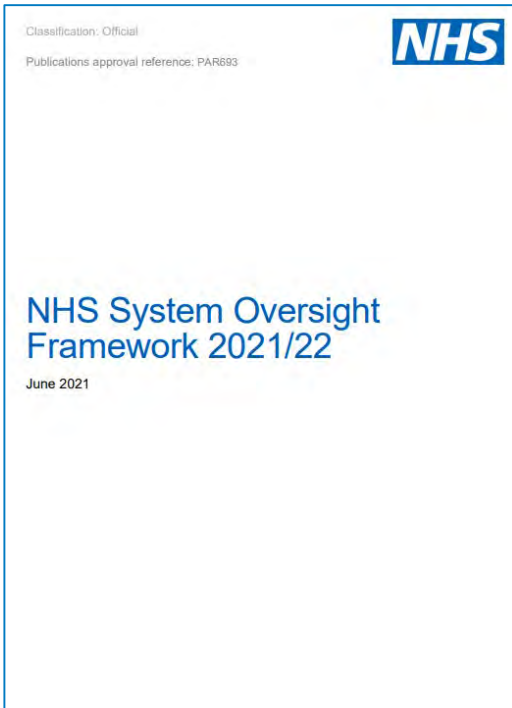 Classification: Official
NHS
Publications approval reference: PAR693
NHS System Oversight
Framework 2021/22
June 2021